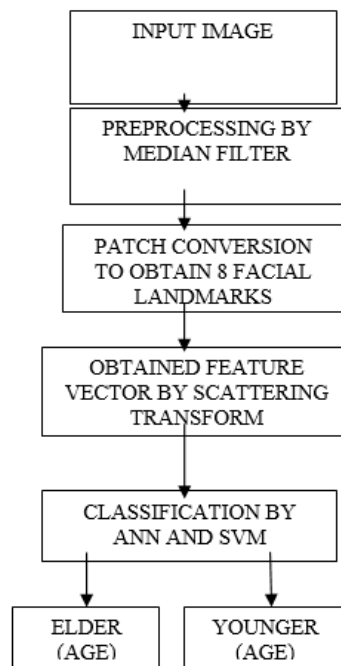 INPUT IMAGE
PREPROCESSING BY
MEDIAN FILTER
PATCH CONVERSION
TO OBTAIN 8 FACIAL
LANDMARKS
OBTAINED FEATURE
VECTOR BY SCATTERING
TRANSFORM
CLASSIFICATION BY
ANN AND SVM
ELDER
(AGE)
YOUNGER
(AGE)